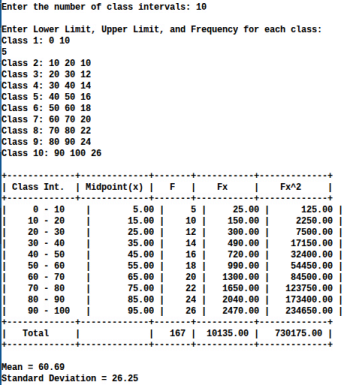 Enter the number of class intervals: 10
Enter Lower Limit, Upper Limit, and Frequency for each class:
Class 1: 0 10
5
Class 2: 10 20 10
Class 3: 20 30 12
Class 4: 30 40 14
Class 5: 40 50 16
Class 6: 50 60 18
Class 7: 60 70 20
Class 8: 70 80 22
Class 9: 80 90 24
Class 10: 90 100 26
+-------------+-------------+-------+-----------+-------------+
| Class Int. | Midpoint(x) | F | Fx | Fx^2 |
+-------------+-------------+-------+-----------+-------------+
| 0 - 10 | 5.00 | 5 | 25.00 | 125.00 |
| 10 - 20 | 15.00 | 10 | 150.00 | 2250.00 |
| 20 - 30 | 25.00 | 12 | 300.00 | 7500.00 |
| 30 - 40 | 35.00 | 14 | 490.00 | 17150.00 |
| 40 - 50 | 45.00 | 16 | 720.00 | 32400.00 |
| 50 - 60 | 55.00 | 18 | 990.00 | 54450.00 |
| 60 - 70 | 65.00 | 20 | 1300.00 | 84500.00 |
| 70 - 80 | 75.00 | 22 | 1650.00 | 123750.00 |
| 80 - 90 | 85.00 | 24 | 2040.00 | 173400.00 |
| 90 - 100 | 95.00 | 26 | 2470.00 | 234650.00 |
+-------------+-------------+-------+-----------+-------------+
| Total | | 167 | 10135.00 | 730175.00 |
+-------------+-------------+-------+-----------+-------------+
Mean = 60.69
Standard Deviation = 26.25